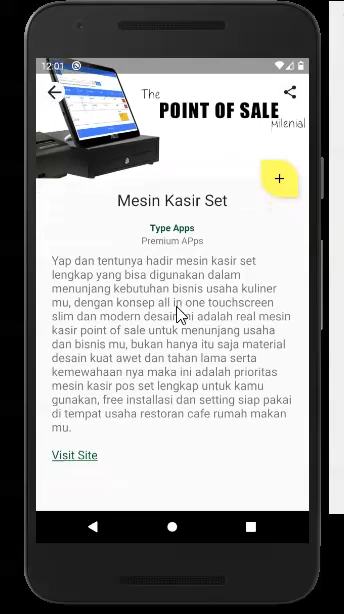 12:01
The
POINT OF SALE
Milenial
Mesin Kasir Set
Type Apps
Premium APps
Yap dan tentunya hadir mesin kasir set
lengkap yang bisa digunakan dalam
menunjang kebutuhan bisnis usaha kuliner
mu, dengan konsep all in one touchscreen
slim dan modern desain ini adalah real mesin
kasir point of sale untuk menunjang usaha
dan bisnis mu, bukan hanya itu saja material
desain kuat awet dan tahan lama serta
kemewahaan nya maka ini adalah prioritas
mesin kasir pos set lengkap untuk kamu
gunakan, free installasi dan setting siap pakai
di tempat usaha restoran cafe rumah makan
mu.
Visit Site